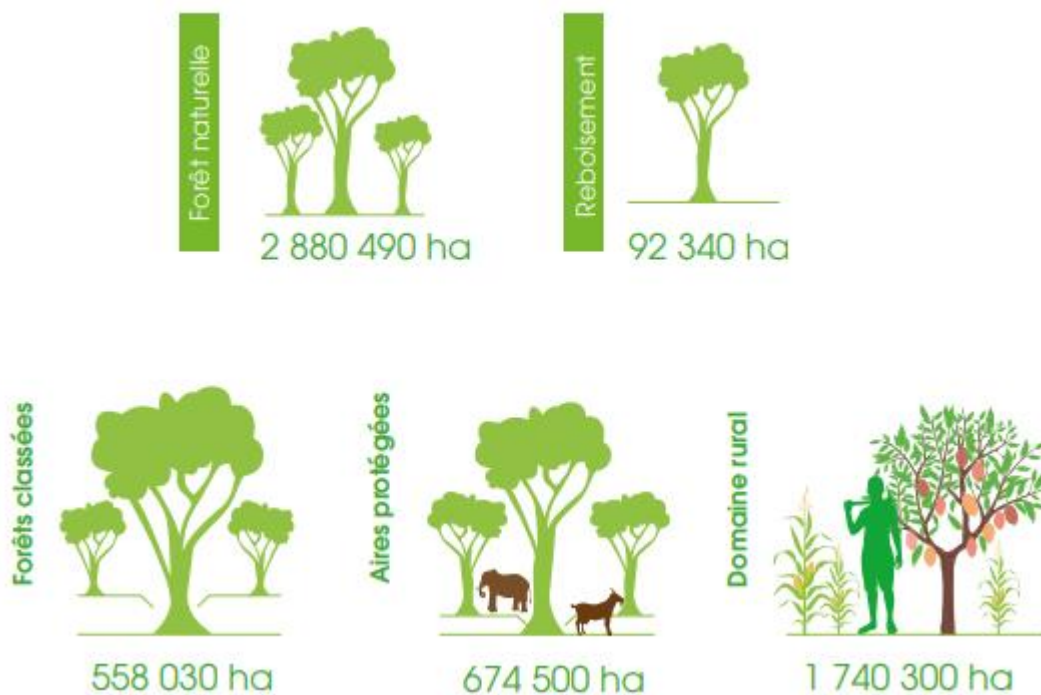 Forêt naturelle
2 880 490 ha
Reboisement
92 340 ha
Forêts classées
558 030 ha
Aires protégées
674 500 ha
Domaine rural
1 740 300 ha